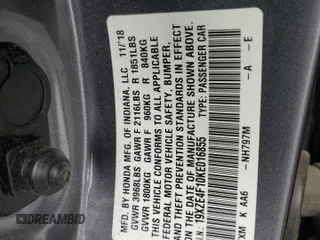 MFD BY HONDA MFG. OF INDIANA, LLC 11/18
GVWR 3968LBS GAWR F 2116LBS R 1851LBS
GVWR 1800KG GAWR F 960KG R 840KG
THIS VEHICLE CONFORMS TO ALL APPLICABLE
FEDERAL MOTOR VEHICLE SAFETY, BUMPER,
AND THEFT PREVENTION STANDARDS IN EFFECT
ON THE DATE OF MANUFACTURE SHOWN ABOVE.
V.I.N.: 19XZE4F10KE016855 TYPE: PASSENGER CAR
XM K AA6 NH797M A E
DREAMBID